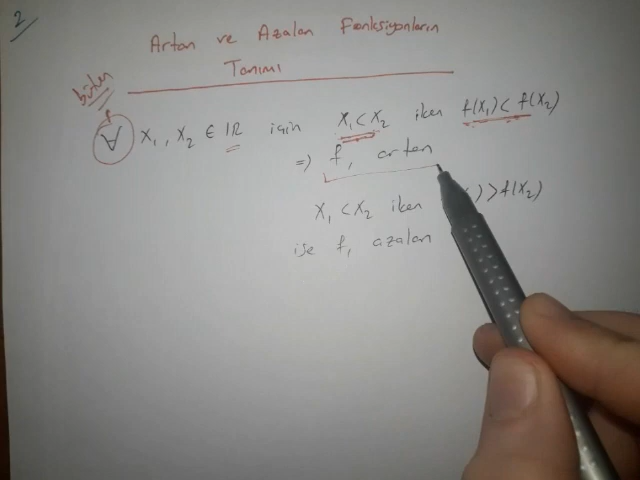 2
Artan ve Azalan Fonksiyonların
Tanımı
bütün
∀ x₁, x₂ ∈ ℝ için x₁ < x₂ iken f(x₁) < f(x₂)
⇒ f, artan
x₁ < x₂ iken ) > f(x₂)
ise f, azalan